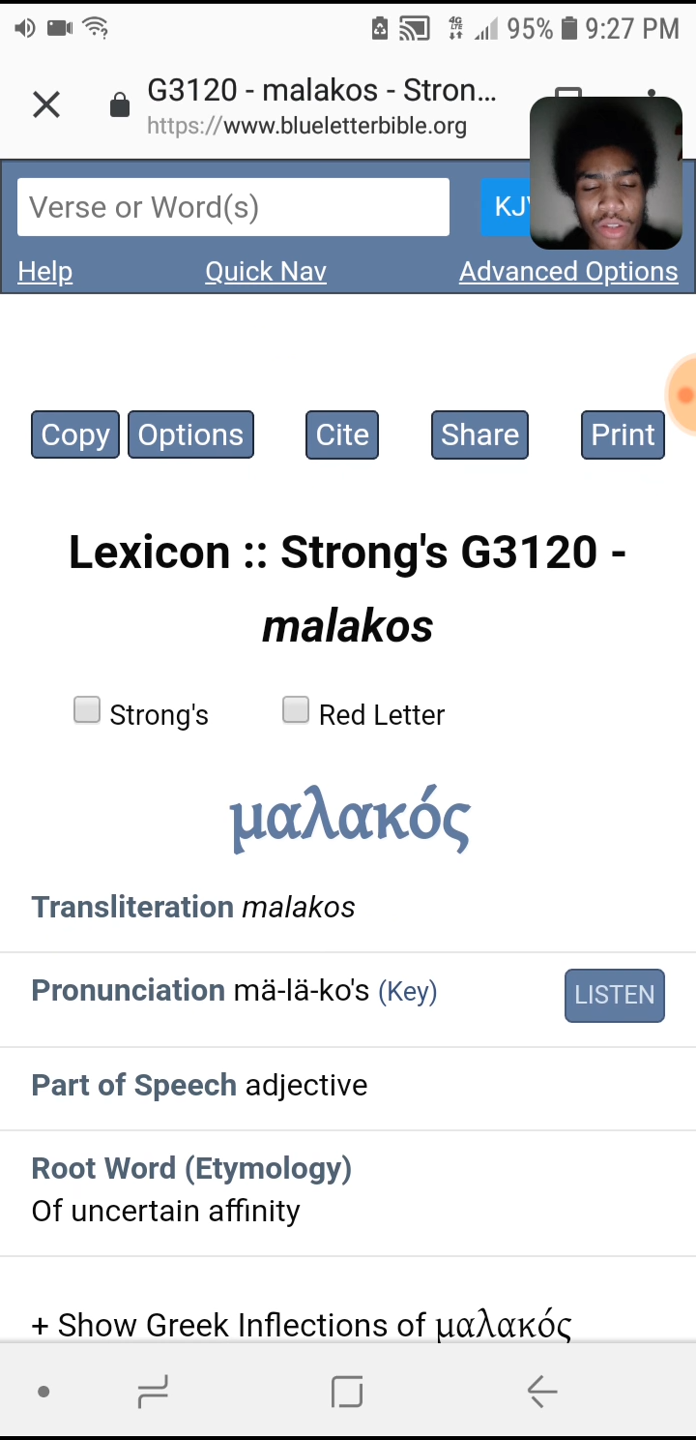 4G
LTE
95%
9:27 PM
G3120 - malakos - Stron...
https://www.blueletterbible.org
Verse or Word(s)
Help
Quick Nav
Advanced Options
Copy
Options
Cite
Share
Print
Lexicon :: Strong's G3120 -
malakos
Strong's
Red Letter
μαλακός
Transliteration malakos
Pronunciation mä-lä-ko's (Key)
LISTEN
Part of Speech adjective
Root Word (Etymology)
Of uncertain affinity
+ Show Greek Inflections of μαλακός